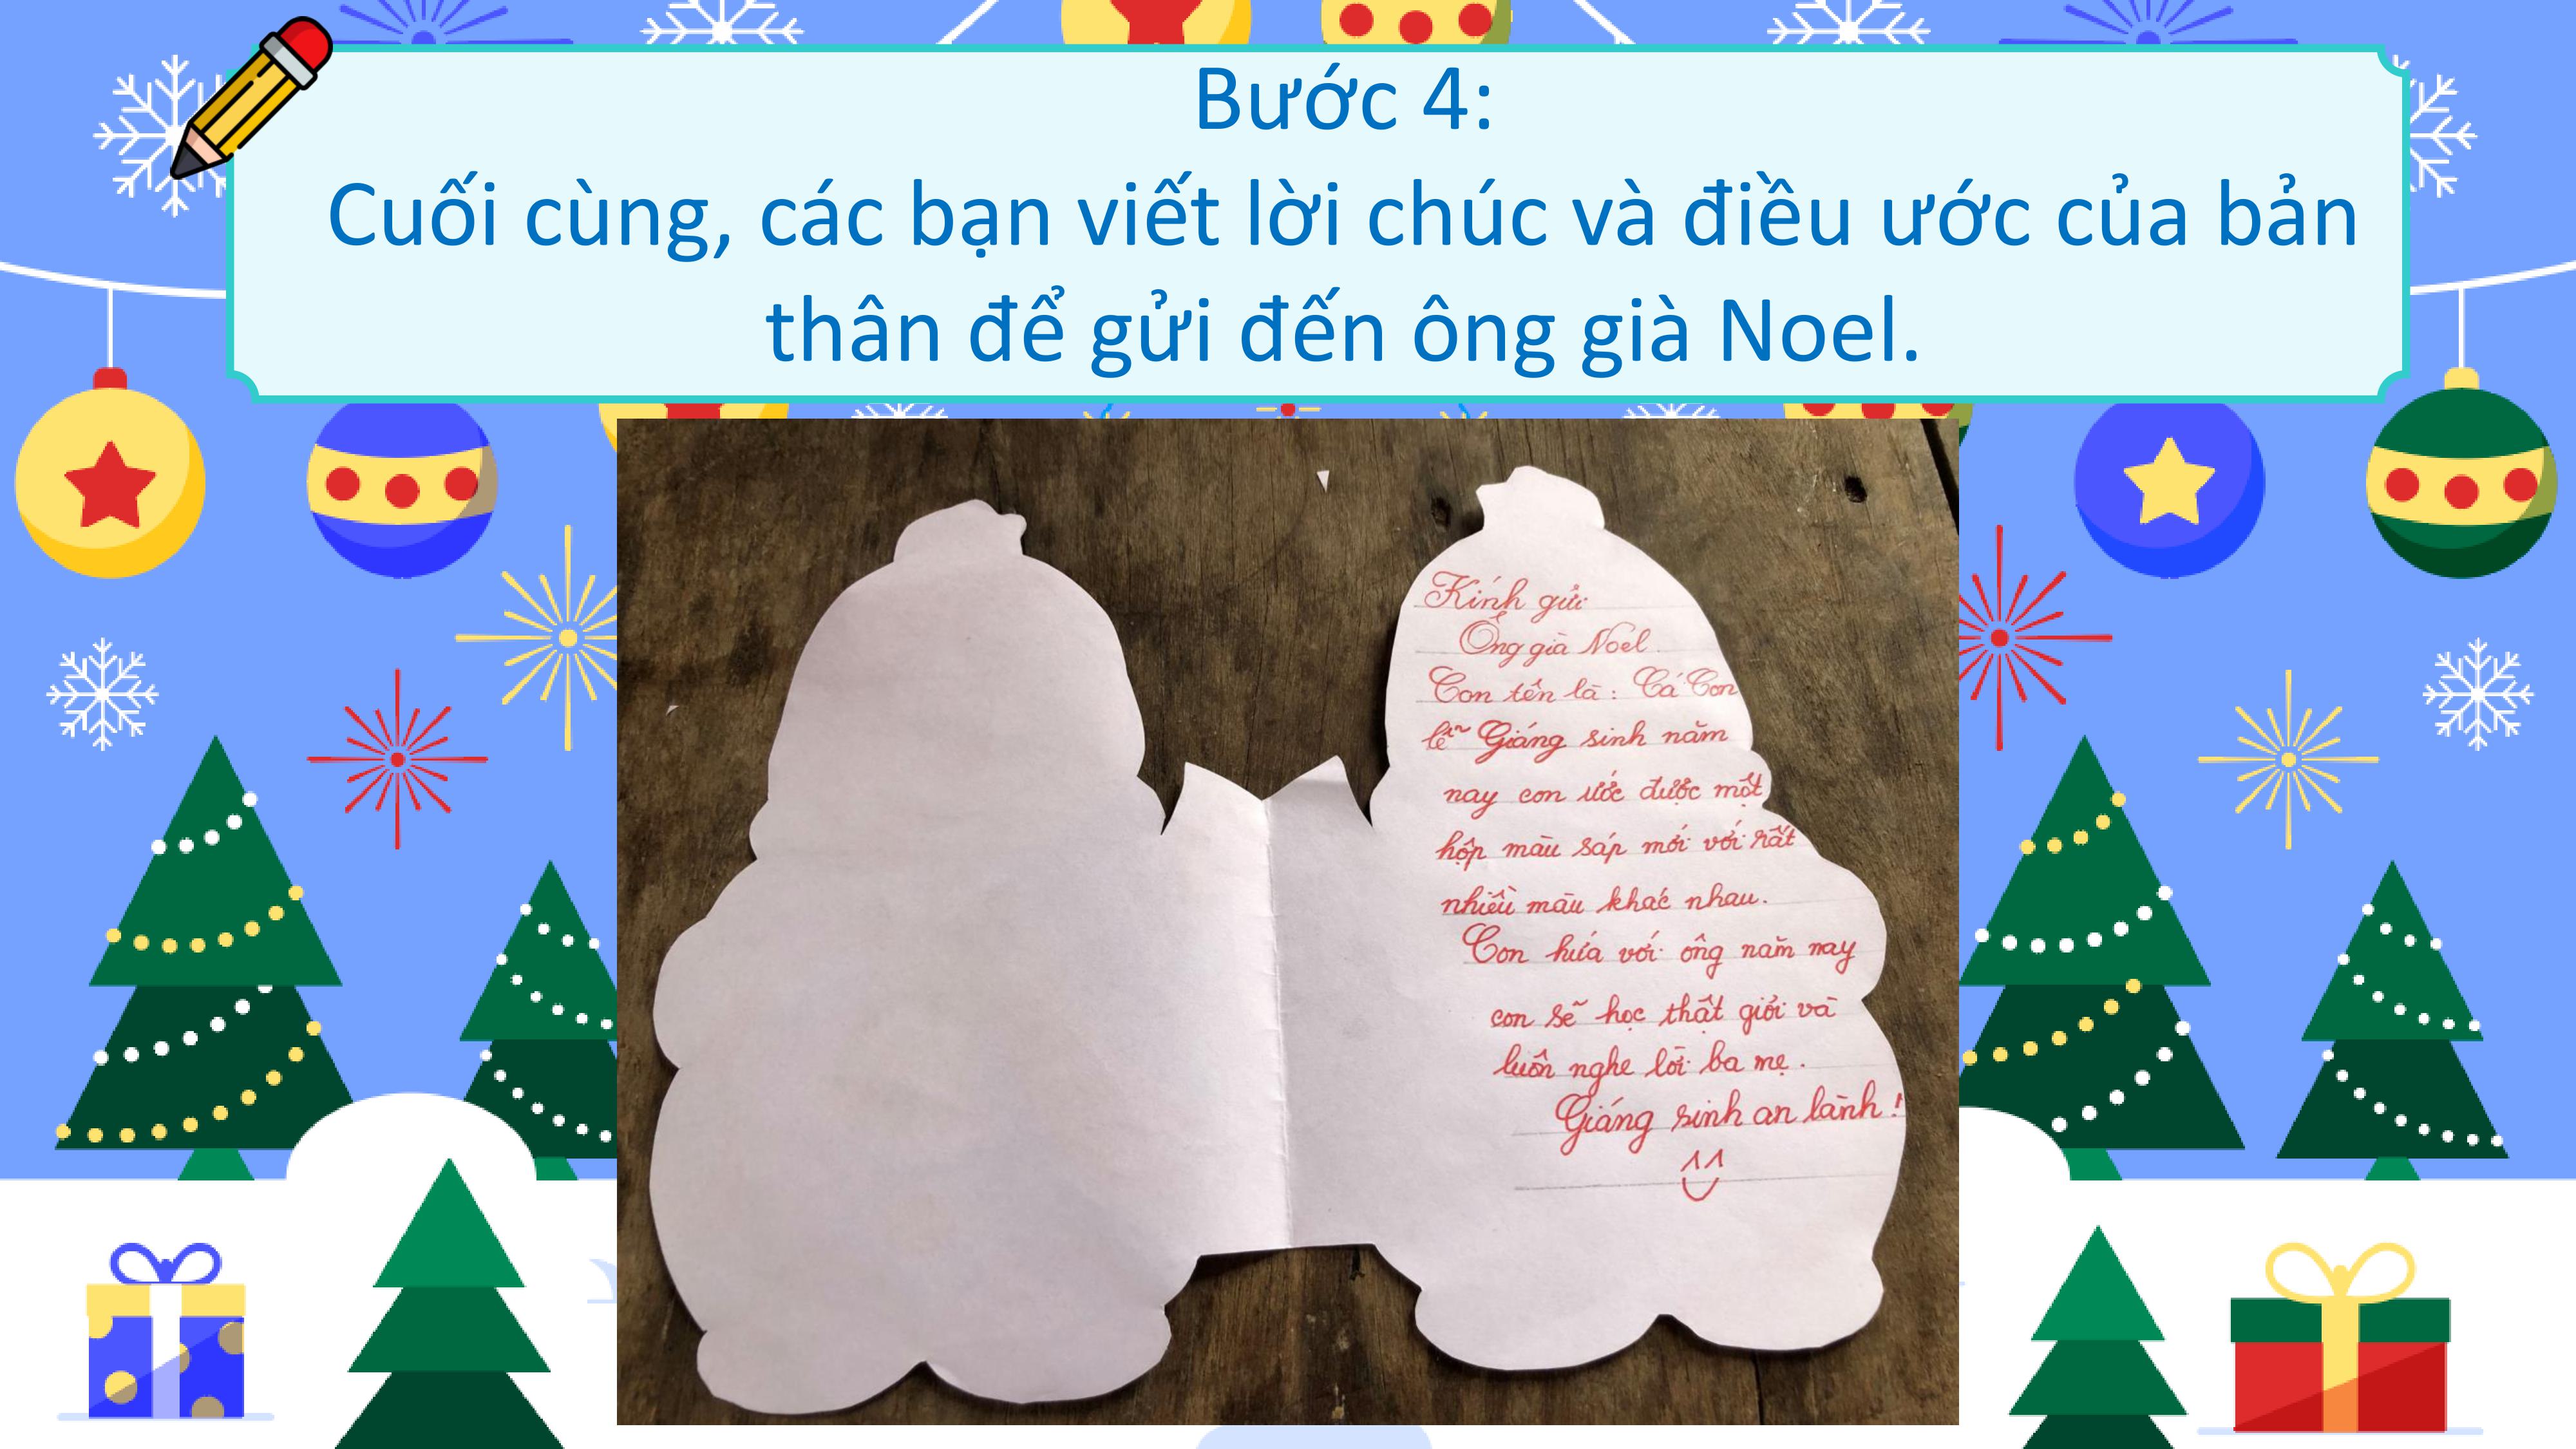 Bước 4:
Cuối cùng, các bạn viết lời chúc và điều ước của bản
thân để gửi đến ông già Noel.
Kính gửi
Ông già Noel.
Con tên là: Cá Con
lễ Giáng sinh năm
nay con ước được một
hộp màu sáp mới với rất
nhiều màu khác nhau.
Con hứa với ông năm nay
con sẽ học thật giỏi và
luôn nghe lời ba mẹ.
Giáng sinh an lành!